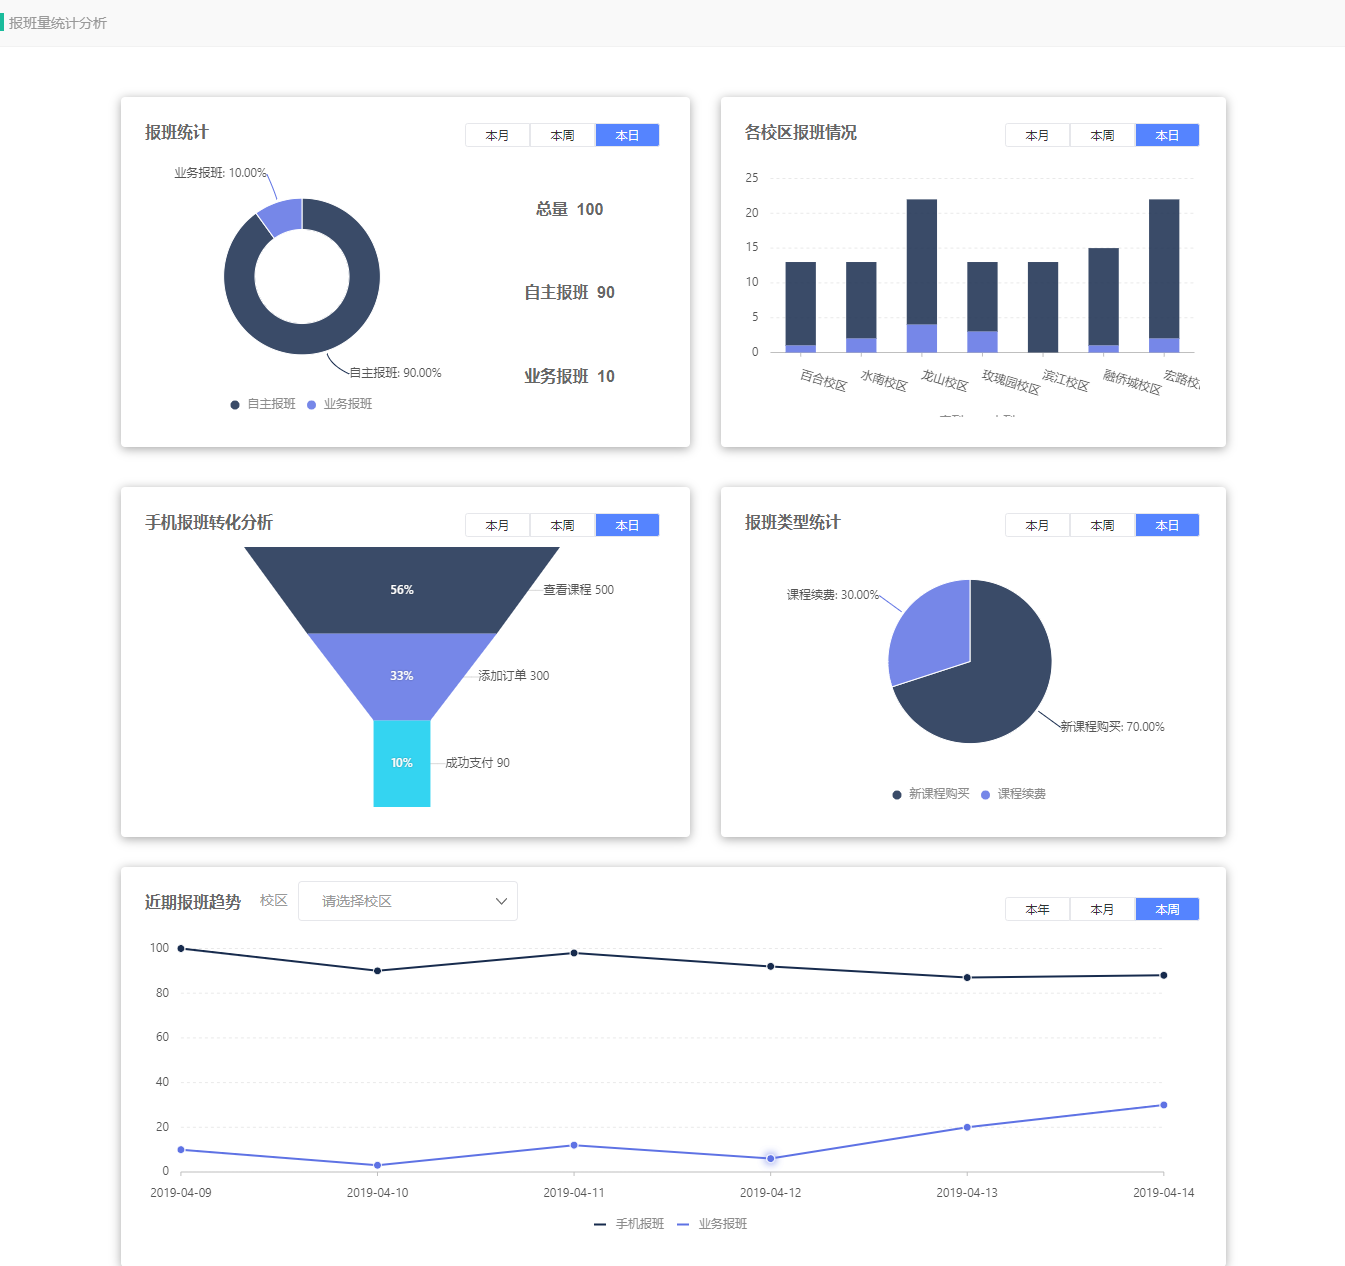 报班量统计分析
报班统计
本月 本周 本日
业务报班: 10.00%
总量 100
自主报班 90
业务报班 10
自主报班: 90.00%
自主报班 业务报班
各校区报班情况
本月 本周 本日
25
20
15
10
5
0
百合校区 水南校区 龙山校区 玫瑰园校区 滨江校区 融侨城校区 宏路校
手机报班转化分析
本月 本周 本日
56% 查看课程 500
33% 添加订单 300
10% 成功支付 90
报班类型统计
本月 本周 本日
课程续费: 30.00%
新课程购买: 70.00%
新课程购买 课程续费
近期报班趋势 校区 请选择校区
本年 本月 本周
100
80
60
40
20
0
2019-04-09 2019-04-10 2019-04-11 2019-04-12 2019-04-13 2019-04-14
手机报班 业务报班